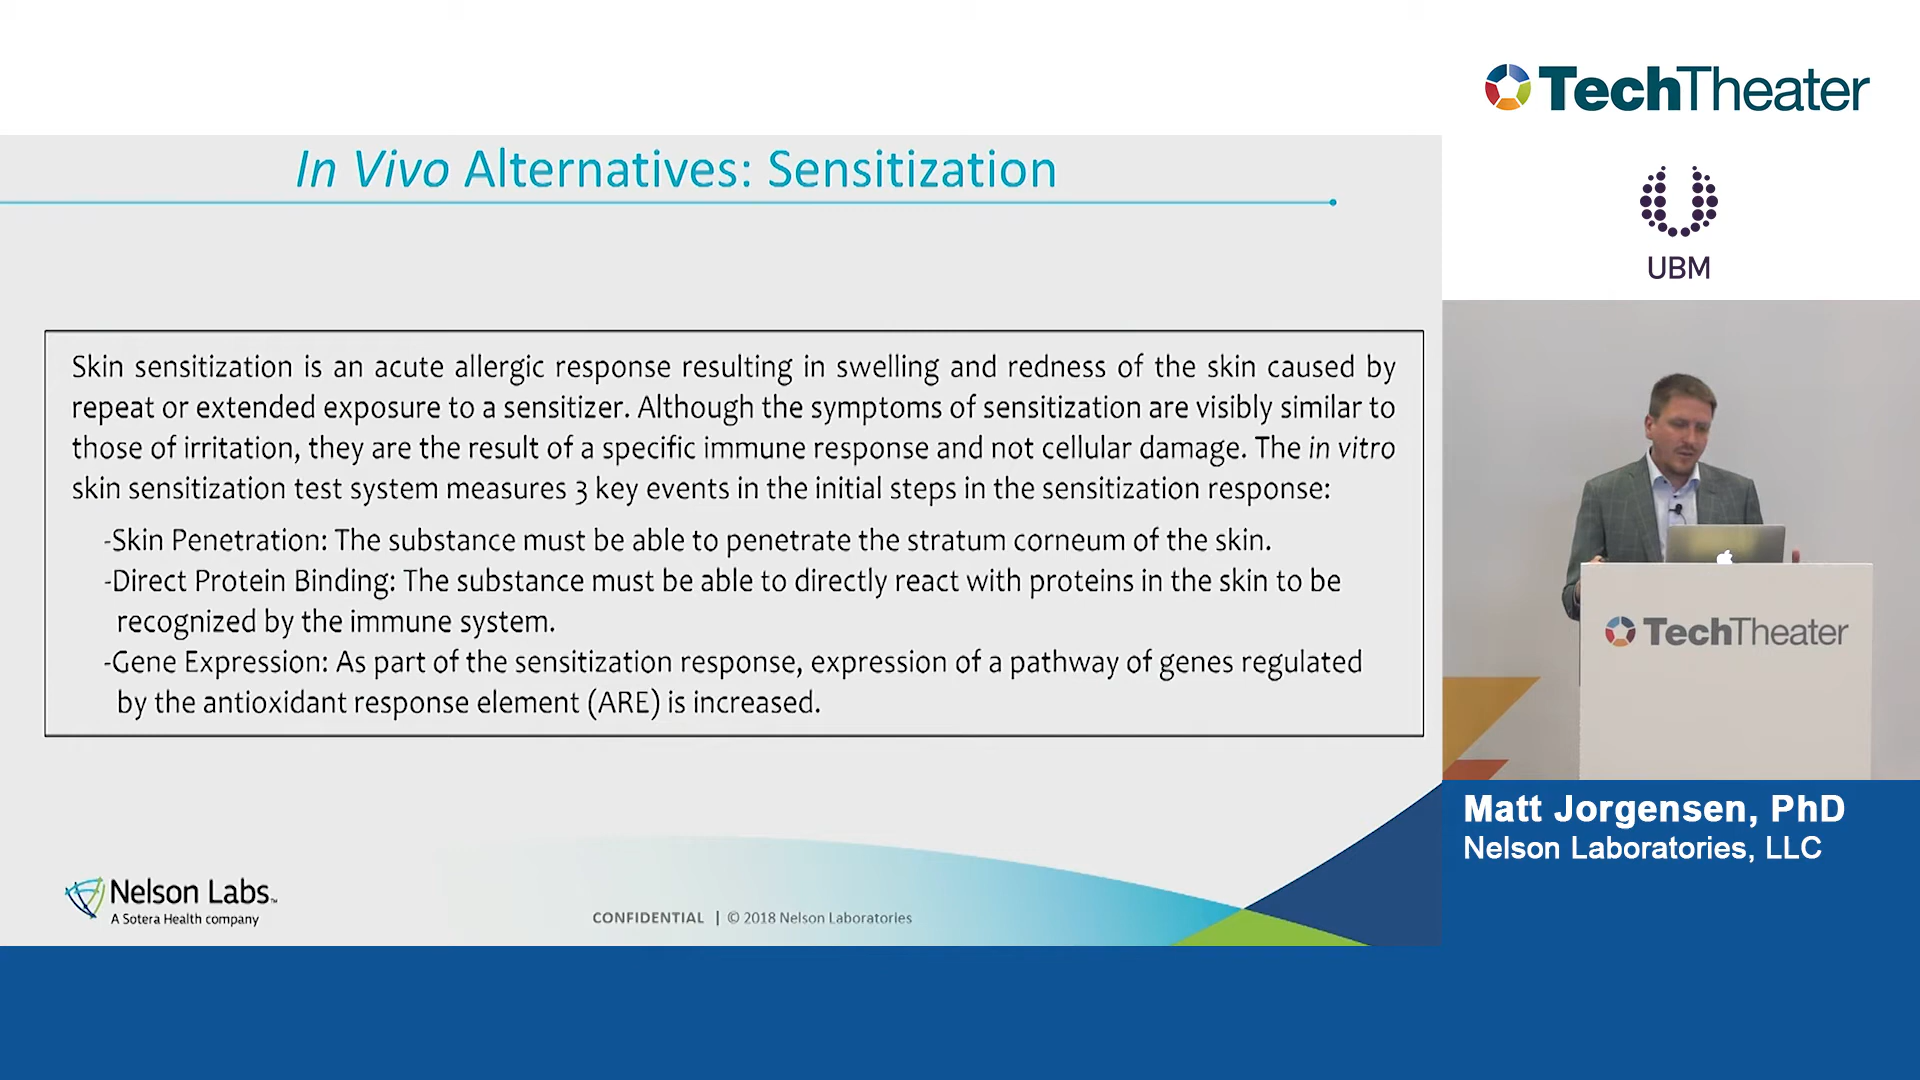 TechTheater
UBM
In Vivo Alternatives: Sensitization
Skin sensitization is an acute allergic response resulting in swelling and redness of the skin caused by
repeat or extended exposure to a sensitizer. Although the symptoms of sensitization are visibly similar to
those of irritation, they are the result of a specific immune response and not cellular damage. The in vitro
skin sensitization test system measures 3 key events in the initial steps in the sensitization response:
-Skin Penetration: The substance must be able to penetrate the stratum corneum of the skin.
-Direct Protein Binding: The substance must be able to directly react with proteins in the skin to be
recognized by the immune system.
-Gene Expression: As part of the sensitization response, expression of a pathway of genes regulated
by the antioxidant response element (ARE) is increased.
Nelson Labs™
A Sotera Health company
CONFIDENTIAL | © 2018 Nelson Laboratories
TechTheater
Matt Jorgensen, PhD
Nelson Laboratories, LLC